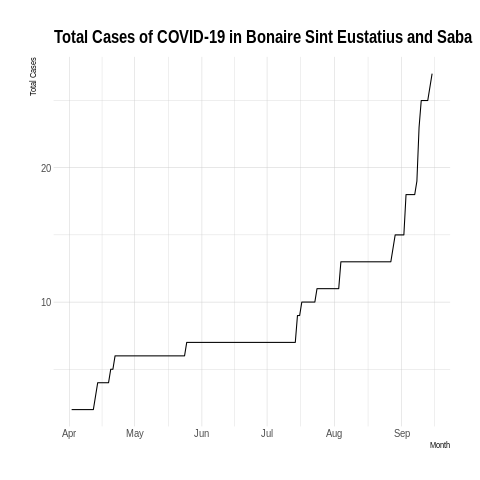 Total Cases of COVID-19 in Bonaire Sint Eustatius and Saba
Total Cases
20
10
Apr May Jun Jul Aug Sep
Month